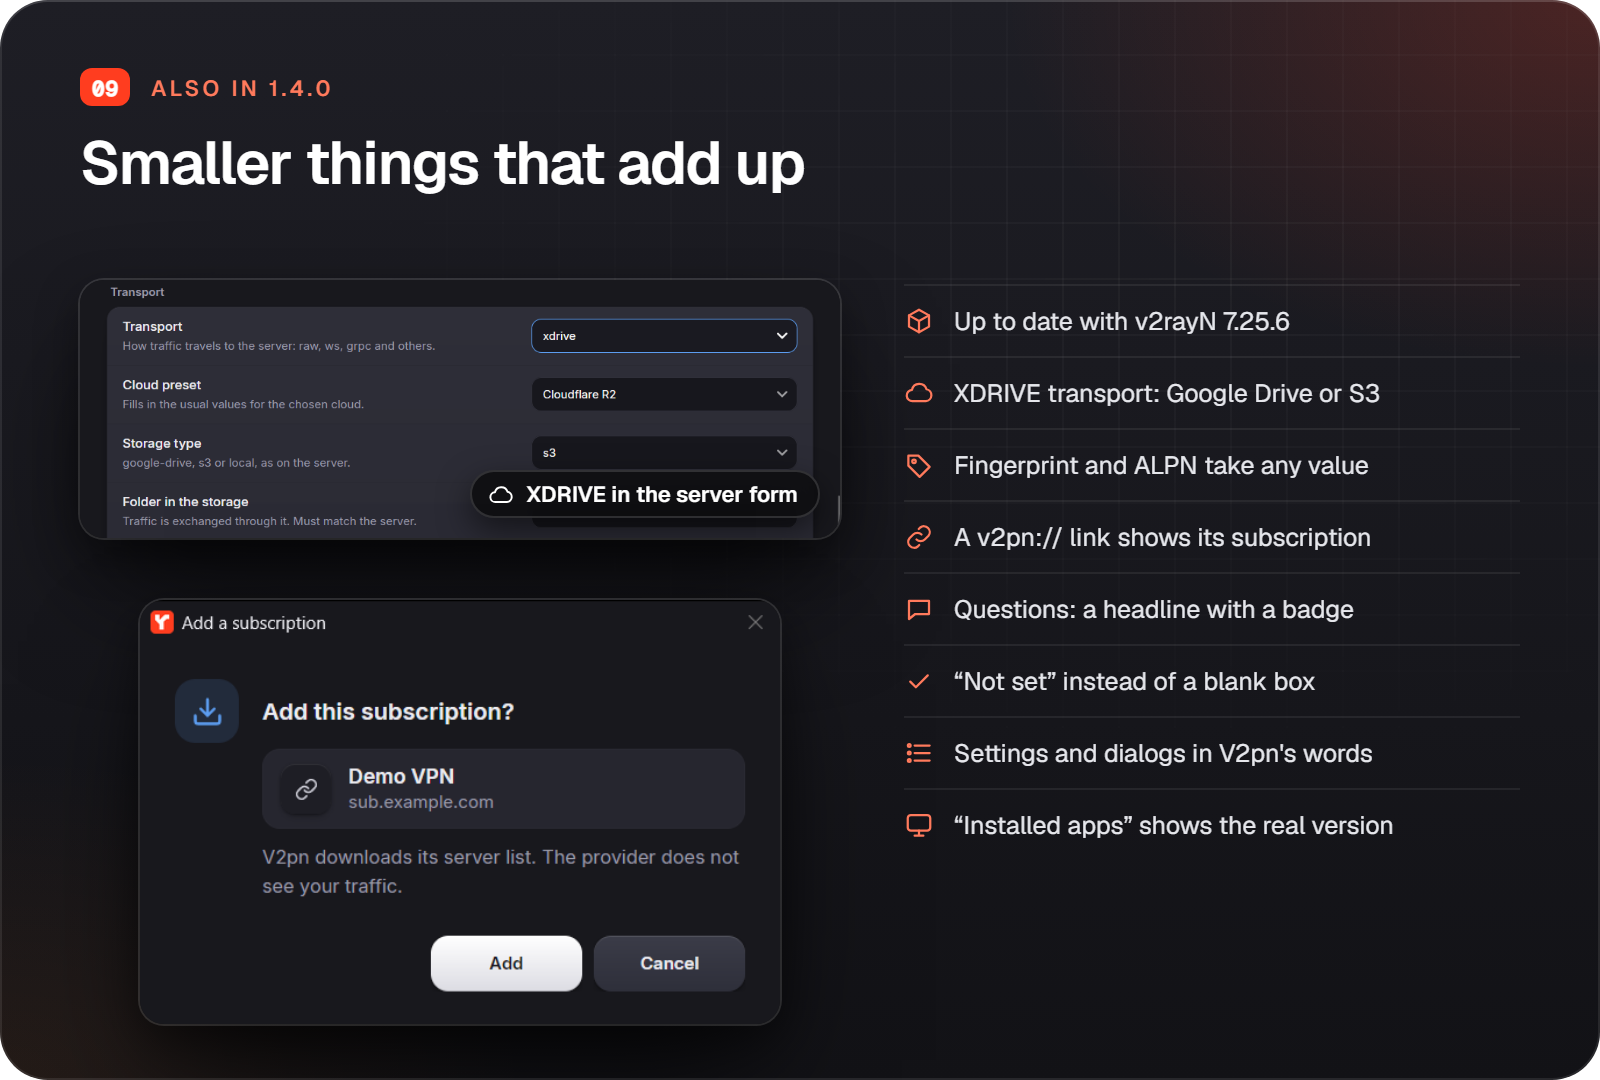 09 ALSO IN 1.4.0
Smaller things that add up
Transport
Transport
How traffic travels to the server: raw, ws, grpc and others.
xdrive
Cloud preset
Fills in the usual values for the chosen cloud.
Cloudflare R2
Storage type
google-drive, s3 or local, as on the server.
s3
Folder in the storage
Traffic is exchanged through it. Must match the server.
XDRIVE in the server form
Add a subscription
Add this subscription?
Demo VPN
sub.example.com
V2pn downloads its server list. The provider does not
see your traffic.
Add
Cancel
Up to date with v2rayN 7.25.6
XDRIVE transport: Google Drive or S3
Fingerprint and ALPN take any value
A v2pn:// link shows its subscription
Questions: a headline with a badge
“Not set” instead of a blank box
Settings and dialogs in V2pn's words
“Installed apps” shows the real version